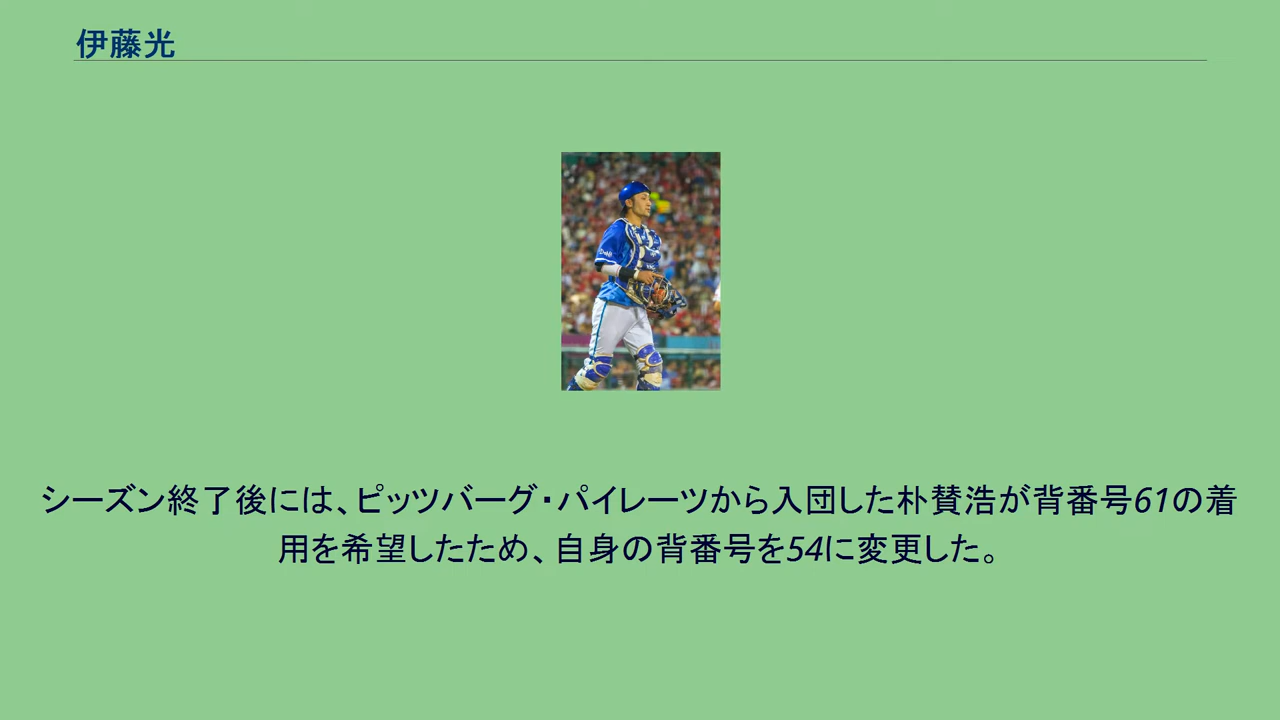 伊藤光
シーズン終了後には、ピッツバーグ・パイレーツから入団した朴賛浩が背番号61の着
用を希望したため、自身の背番号を54に変更した。